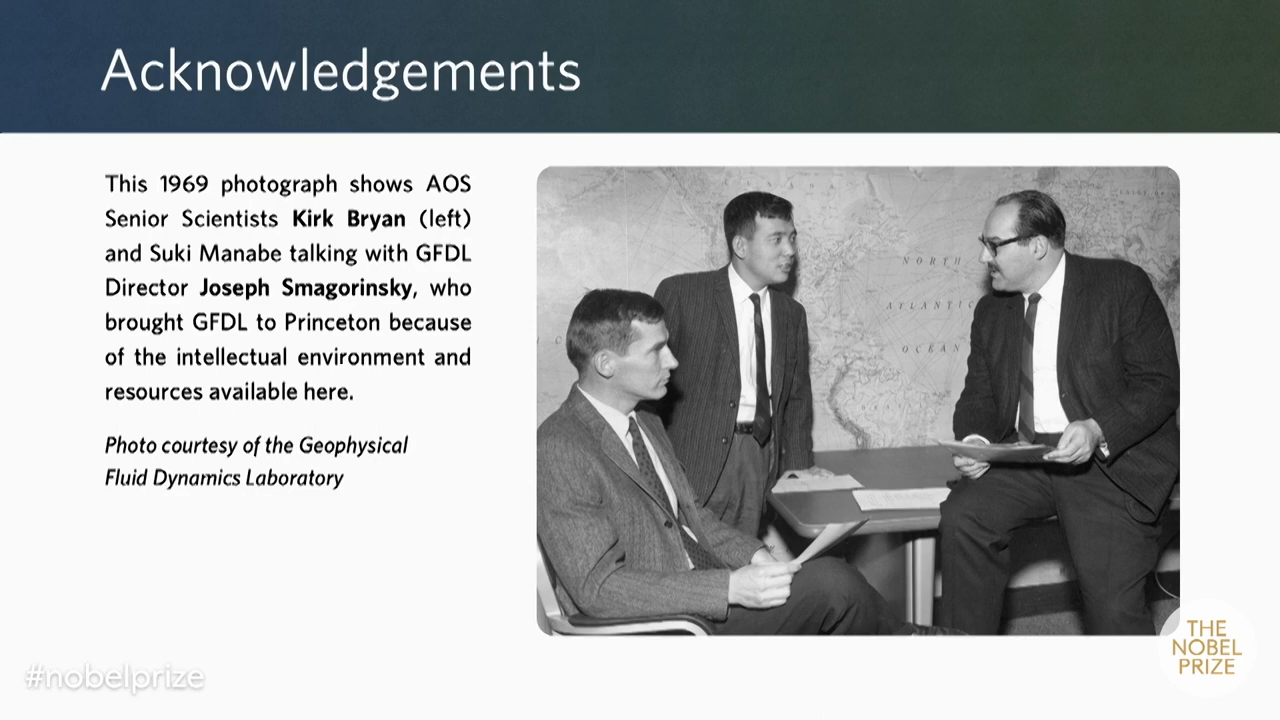 Acknowledgements
This 1969 photograph shows AOS
Senior Scientists Kirk Bryan (left)
and Suki Manabe talking with GFDL
Director Joseph Smagorinsky, who
brought GFDL to Princeton because
of the intellectual environment and
resources available here.
Photo courtesy of the Geophysical
Fluid Dynamics Laboratory
NORTH
ATLANTIC
OCEAN
#nobelprize
THE
NOBEL
PRIZE